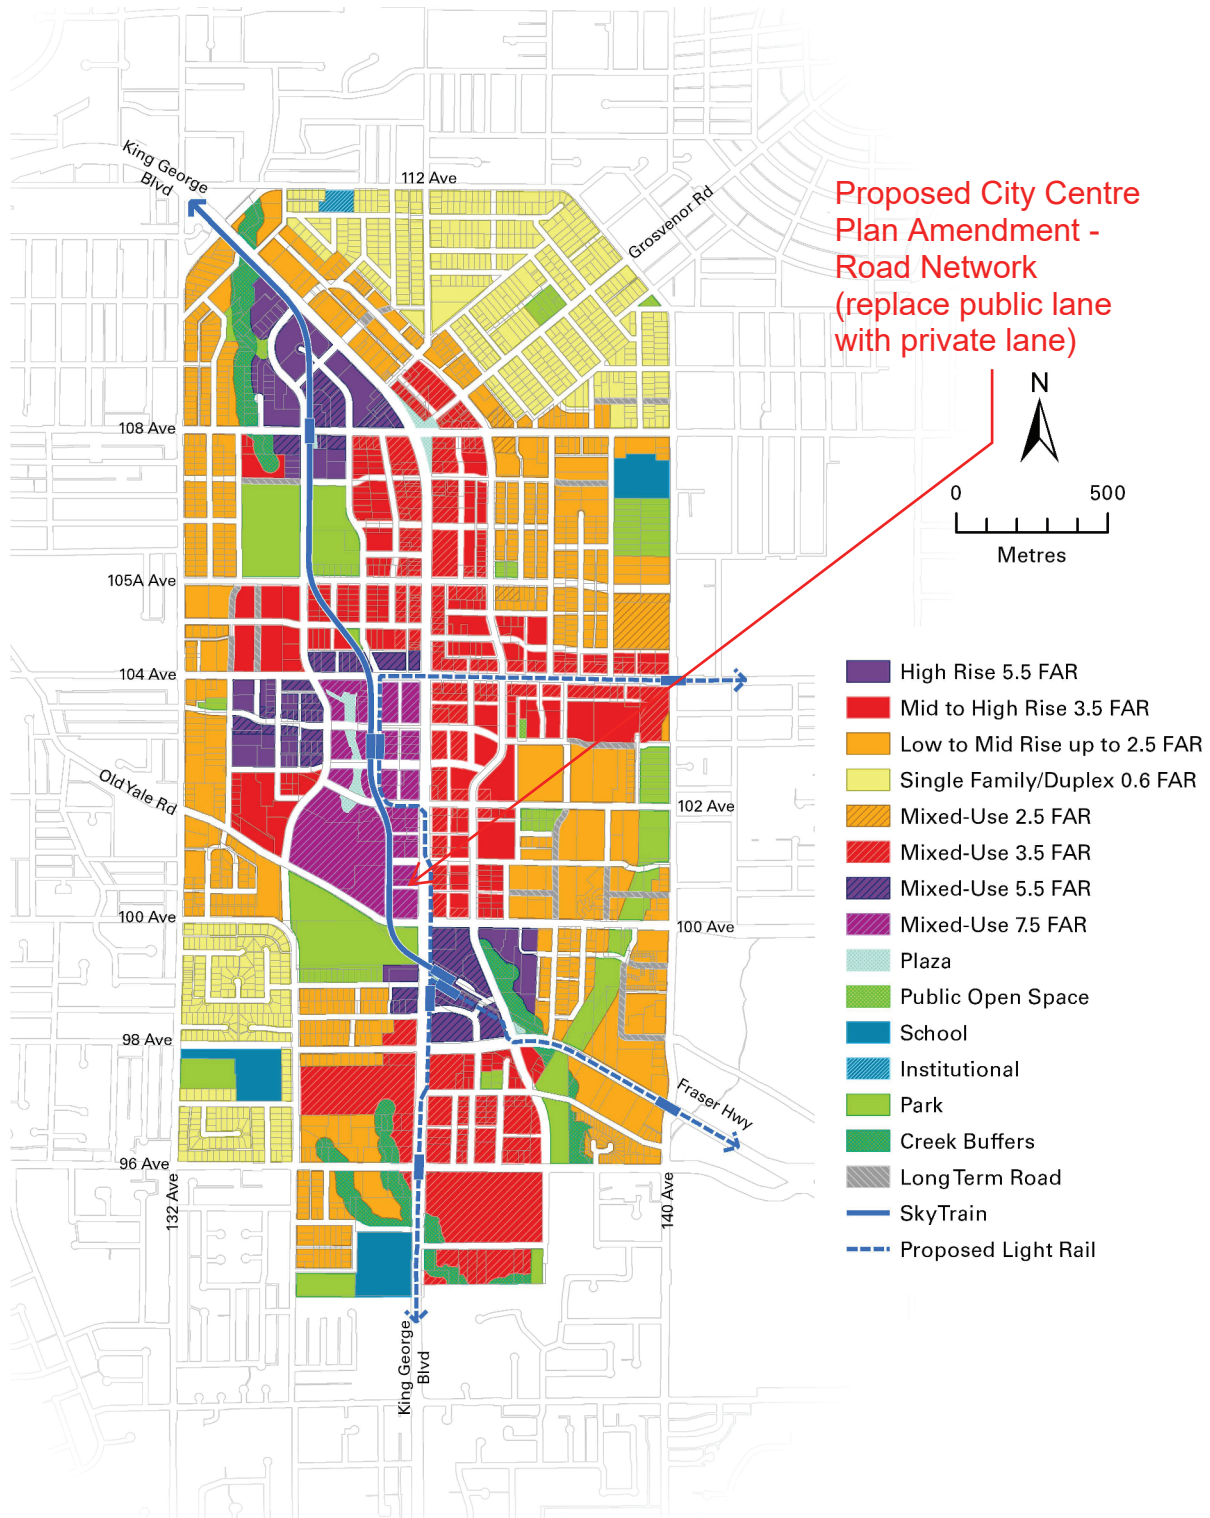 King George
Blvd
112 Ave
Grosvenor Rd
Proposed City Centre
Plan Amendment -
Road Network
(replace public lane
with private lane)
N
0 500
Metres
108 Ave
105A Ave
104 Ave
Old Yale Rd
102 Ave
100 Ave
100 Ave
98 Ave
Fraser Hwy
96 Ave
132 Ave
140 Ave
King George
Blvd
High Rise 5.5 FAR
Mid to High Rise 3.5 FAR
Low to Mid Rise up to 2.5 FAR
Single Family/Duplex 0.6 FAR
Mixed-Use 2.5 FAR
Mixed-Use 3.5 FAR
Mixed-Use 5.5 FAR
Mixed-Use 7.5 FAR
Plaza
Public Open Space
School
Institutional
Park
Creek Buffers
Long Term Road
SkyTrain
Proposed Light Rail